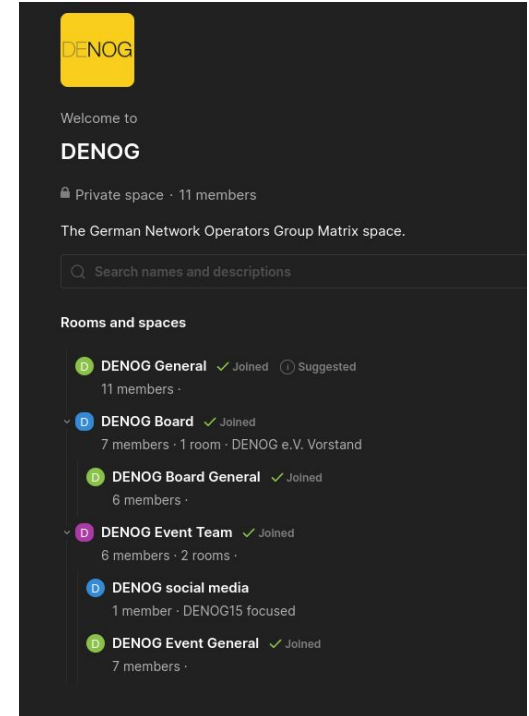 DENOG
Welcome to
DENOG
Private space · 11 members
The German Network Operators Group Matrix space.
Search names and descriptions
Rooms and spaces
D DENOG General Joined Suggested
11 members ·
D DENOG Board Joined
7 members · 1 room · DENOG e.V. Vorstand
D DENOG Board General Joined
6 members ·
D DENOG Event Team Joined
6 members · 2 rooms ·
D DENOG social media
1 member · DENOG15 focused
D DENOG Event General Joined
7 members ·